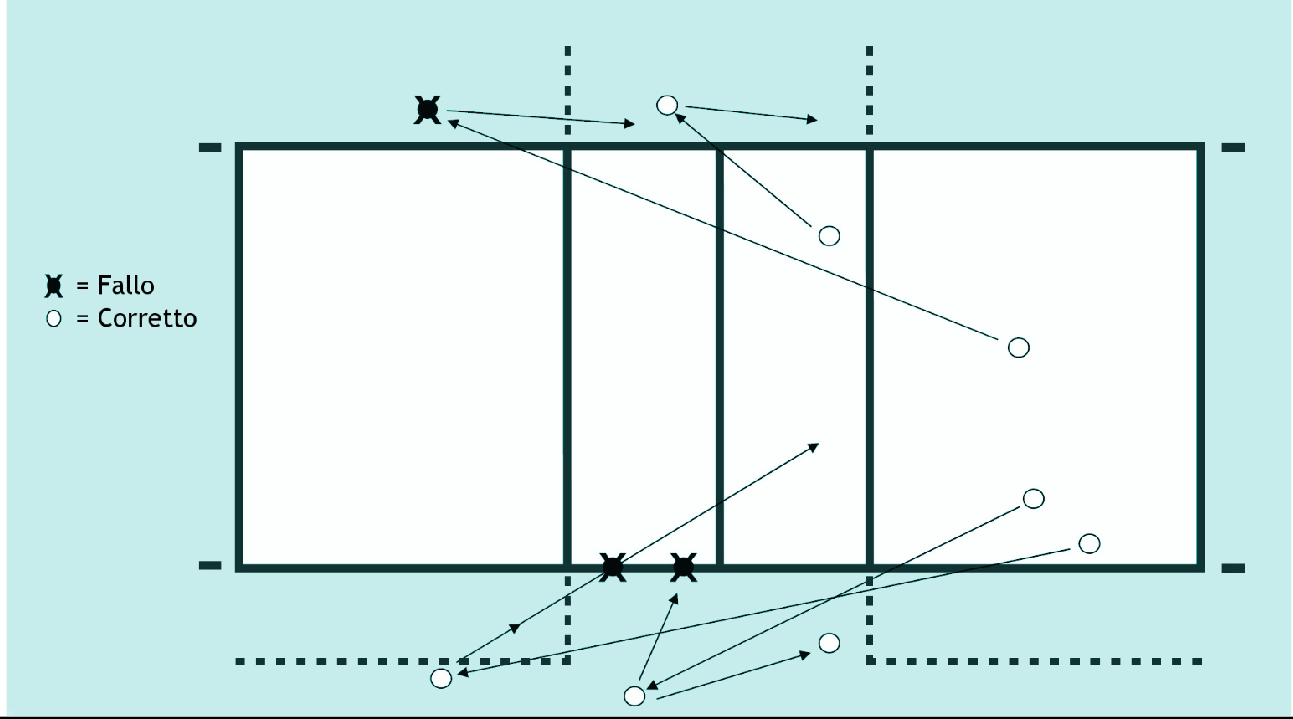 = Fallo
= Corretto